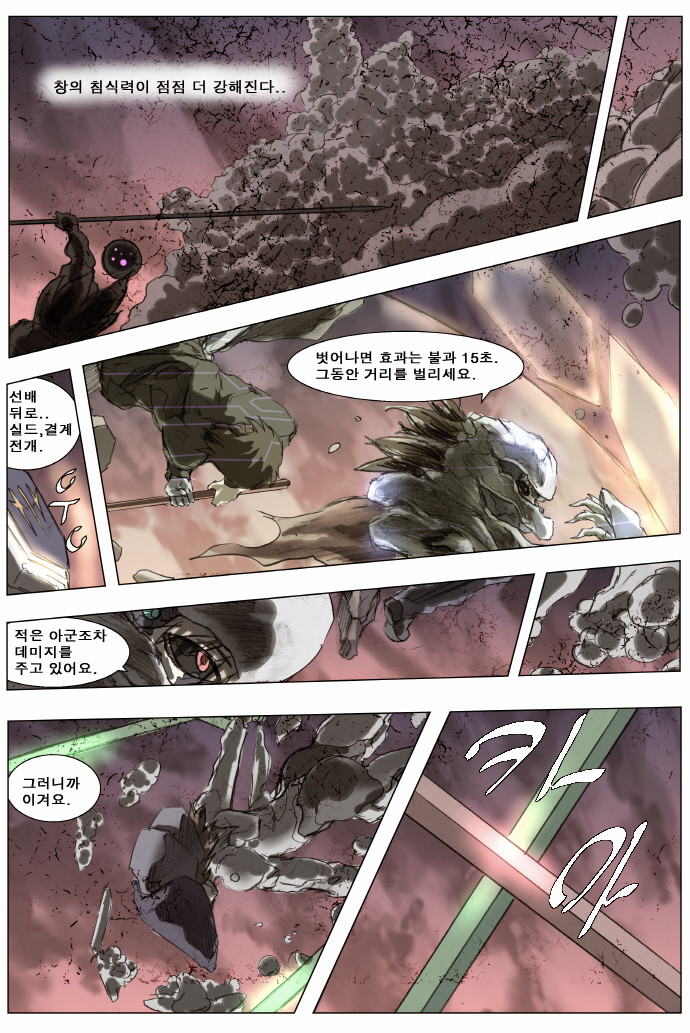 창의 침식력이 점점 더 강해진다..
벗어나면 효과는 불과 15초.
그동안 거리를 벌리세요.
선배
뒤로..
실드,결계
전개.
적은 아군조차
데미지를
주고 있어요.
그러니까
이겨요.
카
아